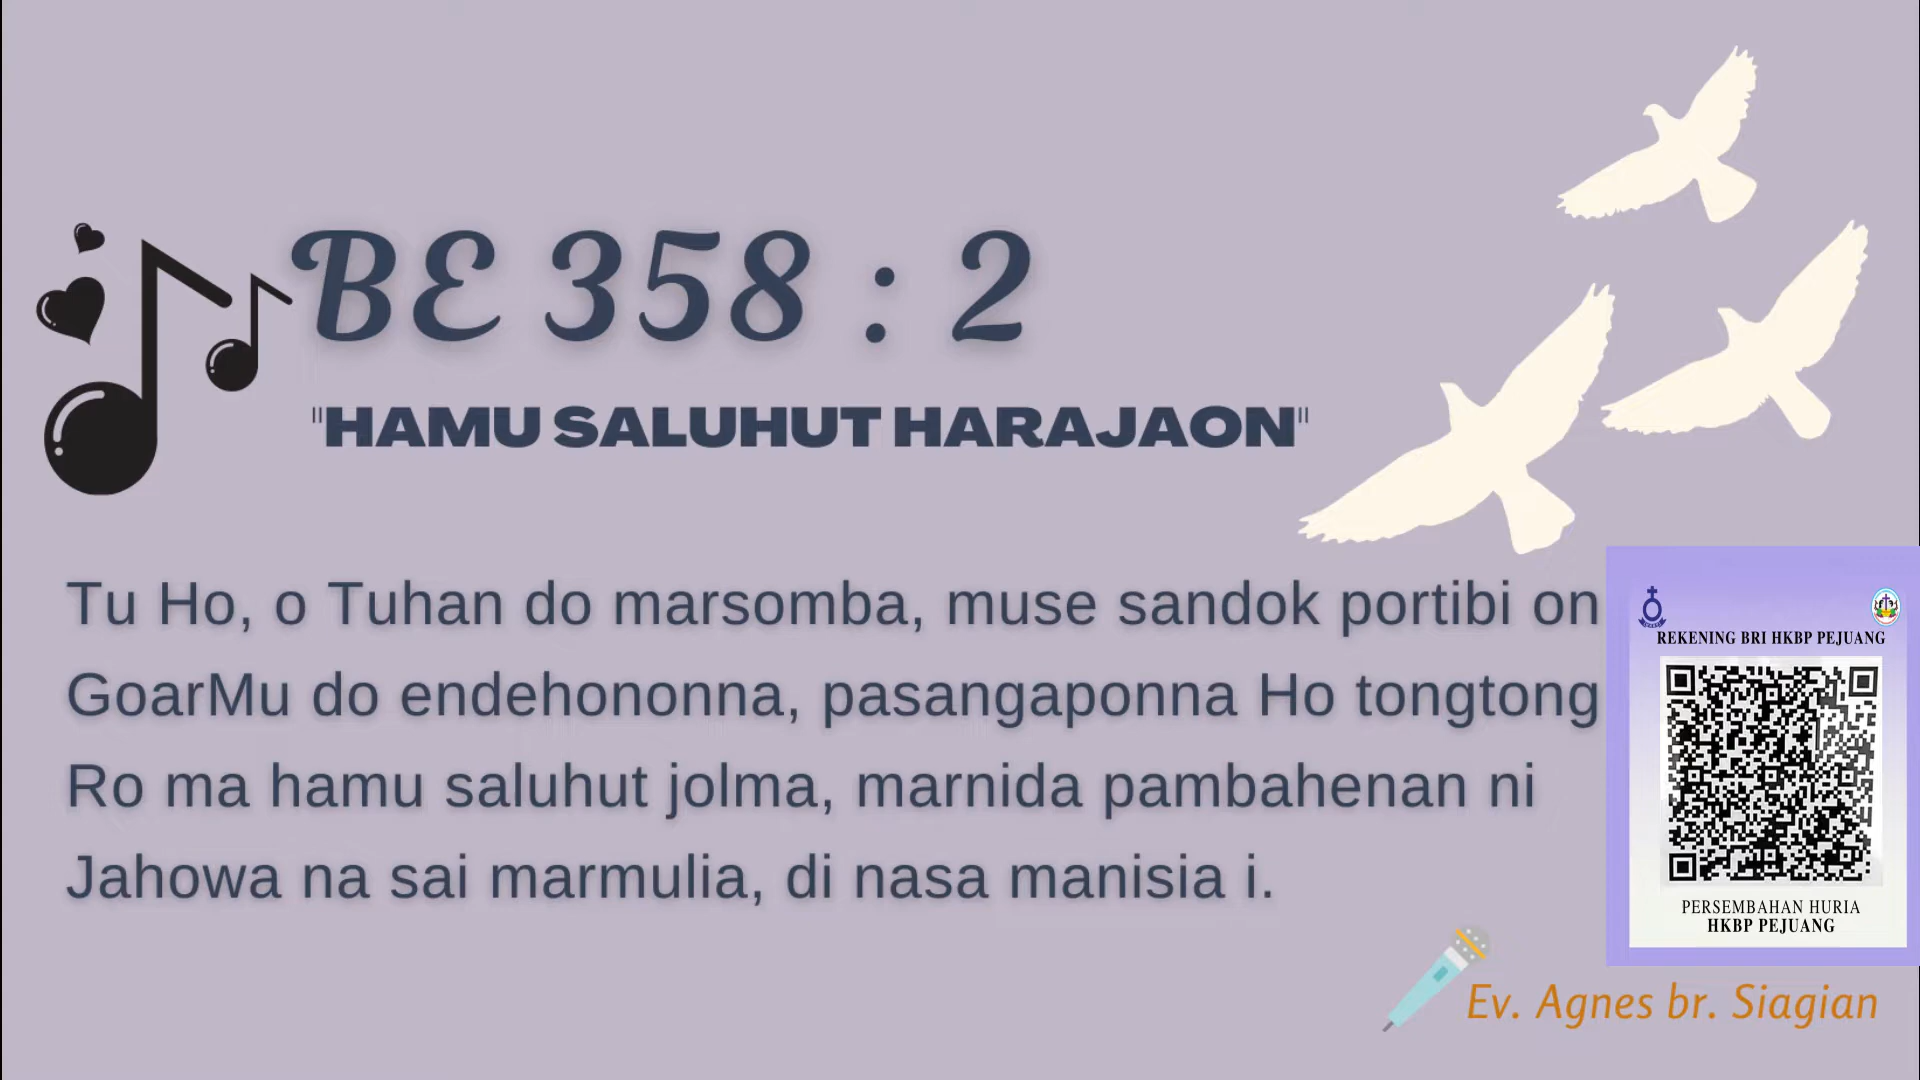 BE 358 : 2
"HAMU SALUHUT HARAJAON"
Tu Ho, o Tuhan do marsomba, muse sandok portibi on
GoarMu do endehononna, pasangaponna Ho tongtong
Ro ma hamu saluhut jolma, marnida pambahenan ni
Jahowa na sai marmulia, di nasa manisia i.
REKENING BRI HKBP PEJUANG
PERSEMBAHAN HURIA
HKBP PEJUANG
Ev. Agnes br. Siagian